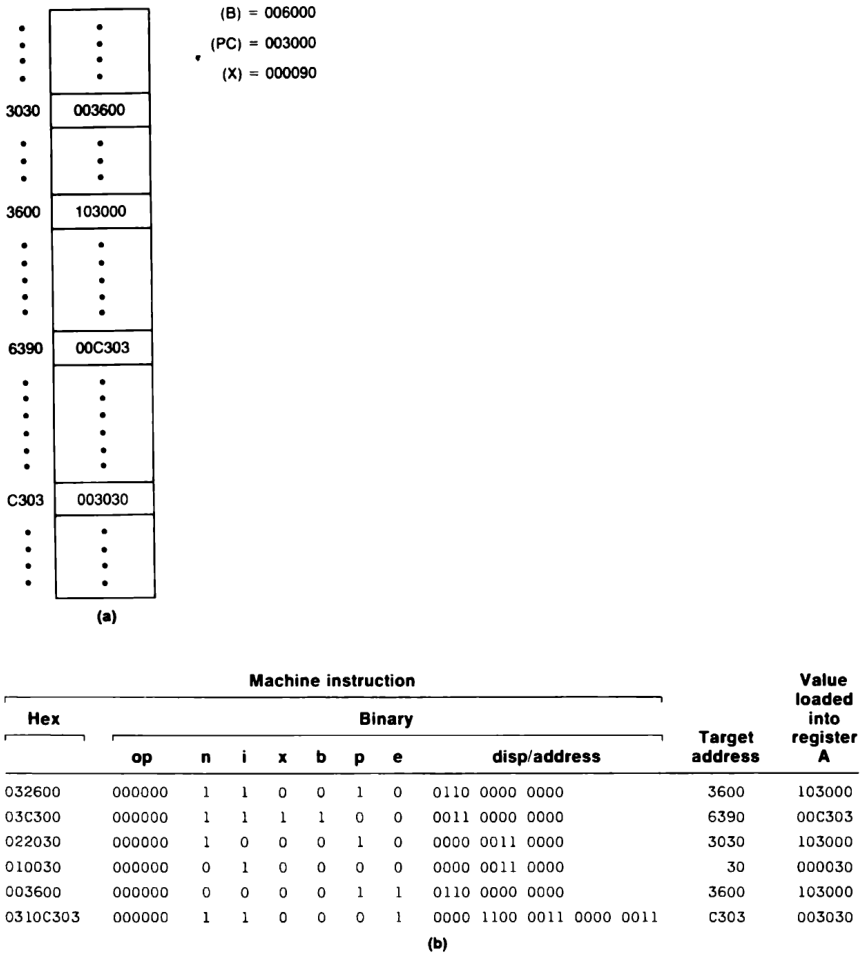 (B) = 006000
(PC) = 003000
(X) = 000090
3030 003600
3600 103000
6390 00C303
C303 003030
(a)
Machine instruction
Value loaded into register A
Hex
Binary
Target address
op n i x b p e disp/address
032600 000000 1 1 0 0 1 0 0110 0000 0000 3600 103000
03C300 000000 1 1 1 1 0 0 0011 0000 0000 6390 00C303
022030 000000 1 0 0 0 1 0 0000 0011 0000 3030 103000
010030 000000 0 1 0 0 0 0 0000 0011 0000 30 000030
003600 000000 0 0 0 0 1 1 0110 0000 0000 3600 103000
0310C303 000000 1 1 0 0 0 1 0000 1100 0011 0000 0011 C303 003030
(b)